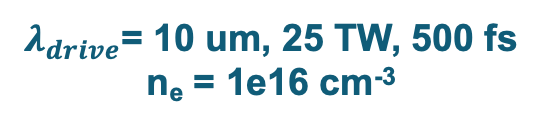 λdrive= 10 um, 25 TW, 500 fs
ne = 1e16 cm-3